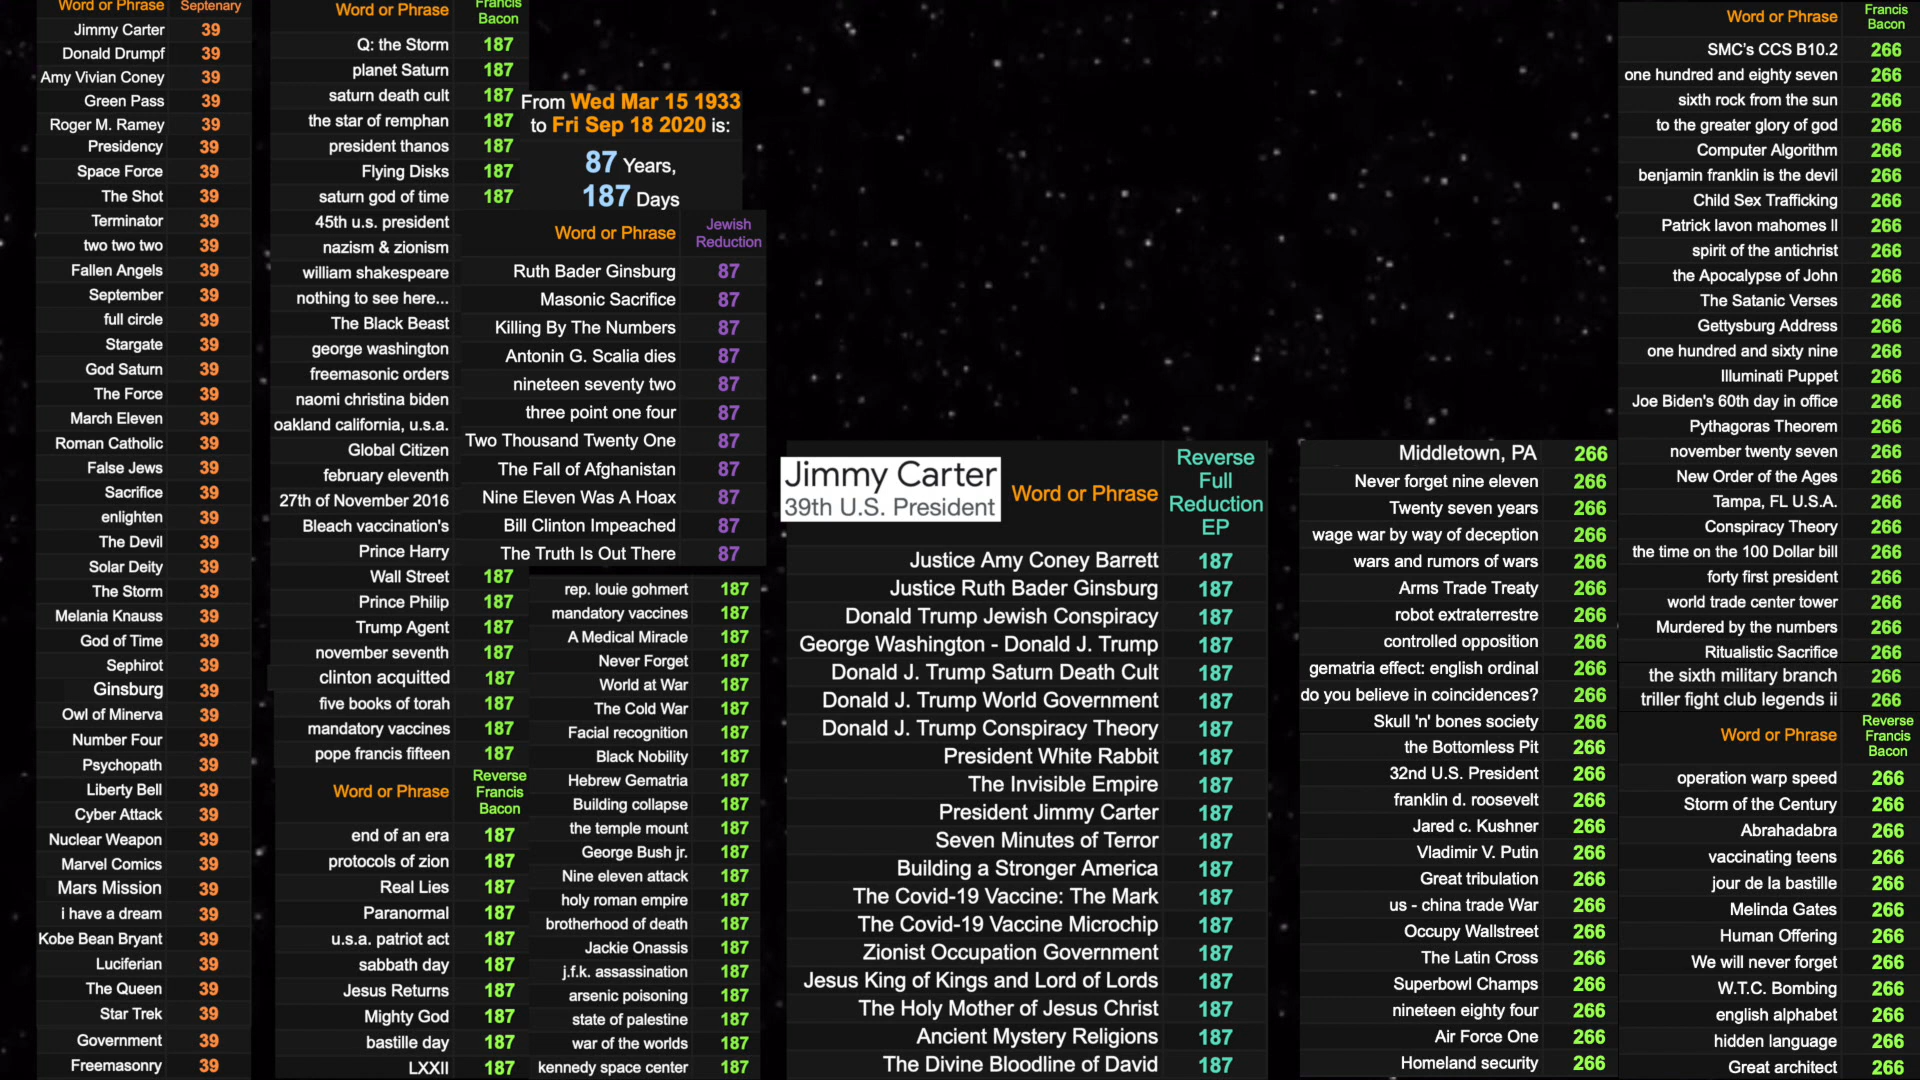 Word or Phrase Septenary
Jimmy Carter 39
Donald Drumpf 39
Amy Vivian Coney 39
Green Pass 39
Roger M. Ramey 39
Presidency 39
Space Force 39
The Shot 39
Terminator 39
two two two 39
Fallen Angels 39
September 39
full circle 39
Stargate 39
God Saturn 39
The Force 39
March Eleven 39
Roman Catholic 39
False Jews 39
Sacrifice 39
enlighten 39
The Devil 39
Solar Deity 39
The Storm 39
Melania Knauss 39
God of Time 39
Sephirot 39
Ginsburg 39
Owl of Minerva 39
Number Four 39
Psychopath 39
Liberty Bell 39
Cyber Attack 39
Nuclear Weapon 39
Marvel Comics 39
Mars Mission 39
i have a dream 39
Kobe Bean Bryant 39
Luciferian 39
The Queen 39
Star Trek 39
Government 39
Freemasonry 39
Word or Phrase Francis Bacon
Q: the Storm 187
planet Saturn 187
saturn death cult 187
the star of remphan 187
president thanos 187
Flying Disks 187
saturn god of time 187
45th u.s. president
nazism & zionism
william shakespeare
nothing to see here...
The Black Beast
george washington
freemasonic orders
naomi christina biden
oakland california, u.s.a.
Global Citizen
february eleventh
27th of November 2016
Bleach vaccination's
Prince Harry
Wall Street 187
Prince Philip 187
Trump Agent 187
november seventh 187
clinton acquitted 187
five books of torah 187
mandatory vaccines 187
pope francis fifteen 187
Word or Phrase Reverse Francis Bacon
end of an era 187
protocols of zion 187
Real Lies 187
Paranormal 187
u.s.a. patriot act 187
sabbath day 187
Jesus Returns 187
Mighty God 187
bastille day 187
LXXII 187
From Wed Mar 15 1933
to Fri Sep 18 2020 is:
87 Years,
187 Days
Word or Phrase Jewish Reduction
Ruth Bader Ginsburg 87
Masonic Sacrifice 87
Killing By The Numbers 87
Antonin G. Scalia dies 87
nineteen seventy two 87
three point one four 87
Two Thousand Twenty One 87
The Fall of Afghanistan 87
Nine Eleven Was A Hoax 87
Bill Clinton Impeached 87
The Truth Is Out There 87
rep. louie gohmert 187
mandatory vaccines 187
A Medical Miracle 187
Never Forget 187
World at War 187
The Cold War 187
Facial recognition 187
Black Nobility 187
Hebrew Gematria 187
Building collapse 187
the temple mount 187
George Bush jr. 187
Nine eleven attack 187
holy roman empire 187
brotherhood of death 187
Jackie Onassis 187
j.f.k. assassination 187
arsenic poisoning 187
state of palestine 187
war of the worlds 187
kennedy space center 187
Jimmy Carter
39th U.S. President
Word or Phrase Reverse Full Reduction EP
Justice Amy Coney Barrett 187
Justice Ruth Bader Ginsburg 187
Donald Trump Jewish Conspiracy 187
George Washington - Donald J. Trump 187
Donald J. Trump Saturn Death Cult 187
Donald J. Trump World Government 187
Donald J. Trump Conspiracy Theory 187
President White Rabbit 187
The Invisible Empire 187
President Jimmy Carter 187
Seven Minutes of Terror 187
Building a Stronger America 187
The Covid-19 Vaccine: The Mark 187
The Covid-19 Vaccine Microchip 187
Zionist Occupation Government 187
Jesus King of Kings and Lord of Lords 187
The Holy Mother of Jesus Christ 187
Ancient Mystery Religions 187
The Divine Bloodline of David 187
Middletown, PA 266
Never forget nine eleven 266
Twenty seven years 266
wage war by way of deception 266
wars and rumors of wars 266
Arms Trade Treaty 266
robot extraterrestre 266
controlled opposition 266
gematria effect: english ordinal 266
do you believe in coincidences? 266
Skull 'n' bones society 266
the Bottomless Pit 266
32nd U.S. President 266
franklin d. roosevelt 266
Jared c. Kushner 266
Vladimir V. Putin 266
Great tribulation 266
us - china trade War 266
Occupy Wallstreet 266
The Latin Cross 266
Superbowl Champs 266
nineteen eighty four 266
Air Force One 266
Homeland security 266
Word or Phrase Francis Bacon
SMC's CCS B10.2 266
one hundred and eighty seven 266
sixth rock from the sun 266
to the greater glory of god 266
Computer Algorithm 266
benjamin franklin is the devil 266
Child Sex Trafficking 266
Patrick lavon mahomes II 266
spirit of the antichrist 266
the Apocalypse of John 266
The Satanic Verses 266
Gettysburg Address 266
one hundred and sixty nine 266
Illuminati Puppet 266
Joe Biden's 60th day in office 266
Pythagoras Theorem 266
november twenty seven 266
New Order of the Ages 266
Tampa, FL U.S.A. 266
Conspiracy Theory 266
the time on the 100 Dollar bill 266
forty first president 266
world trade center tower 266
Murdered by the numbers 266
Ritualistic Sacrifice 266
the sixth military branch 266
triller fight club legends ii 266
Word or Phrase Reverse Francis Bacon
operation warp speed 266
Storm of the Century 266
Abrahadabra 266
vaccinating teens 266
jour de la bastille 266
Melinda Gates 266
Human Offering 266
We will never forget 266
W.T.C. Bombing 266
english alphabet 266
hidden language 266
Great architect 266